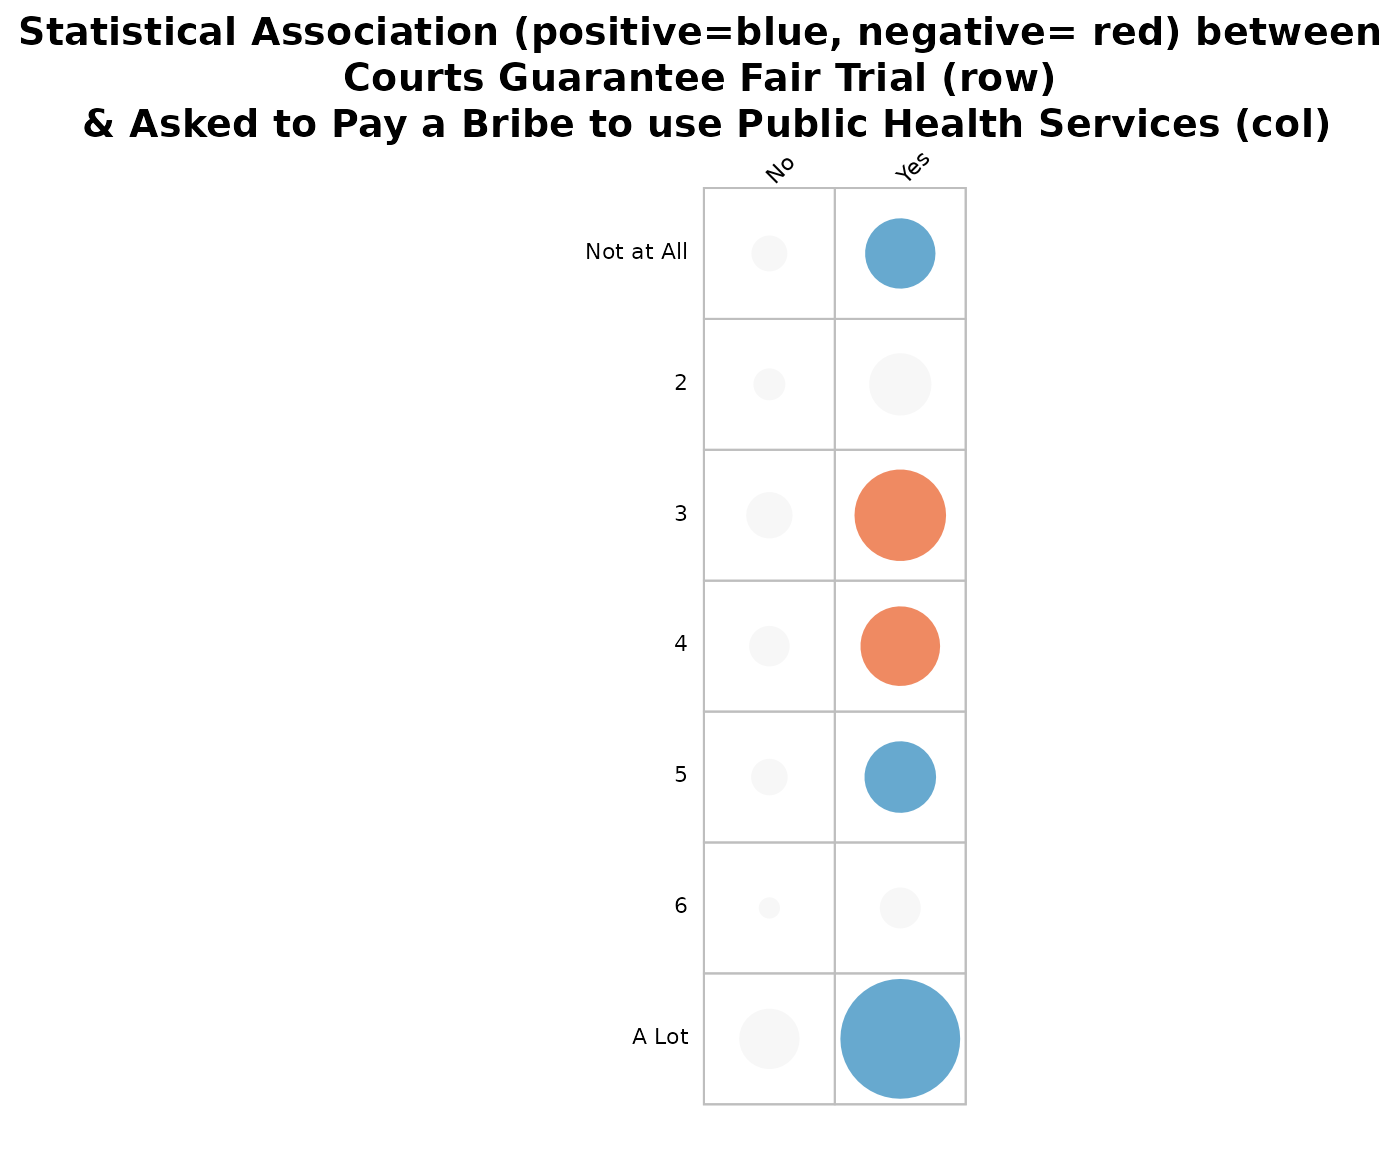 Statistical Association (positive=blue, negative= red) between
Courts Guarantee Fair Trial (row)
& Asked to Pay a Bribe to use Public Health Services (col)
No
Yes
Not at All
2
3
4
5
6
A Lot